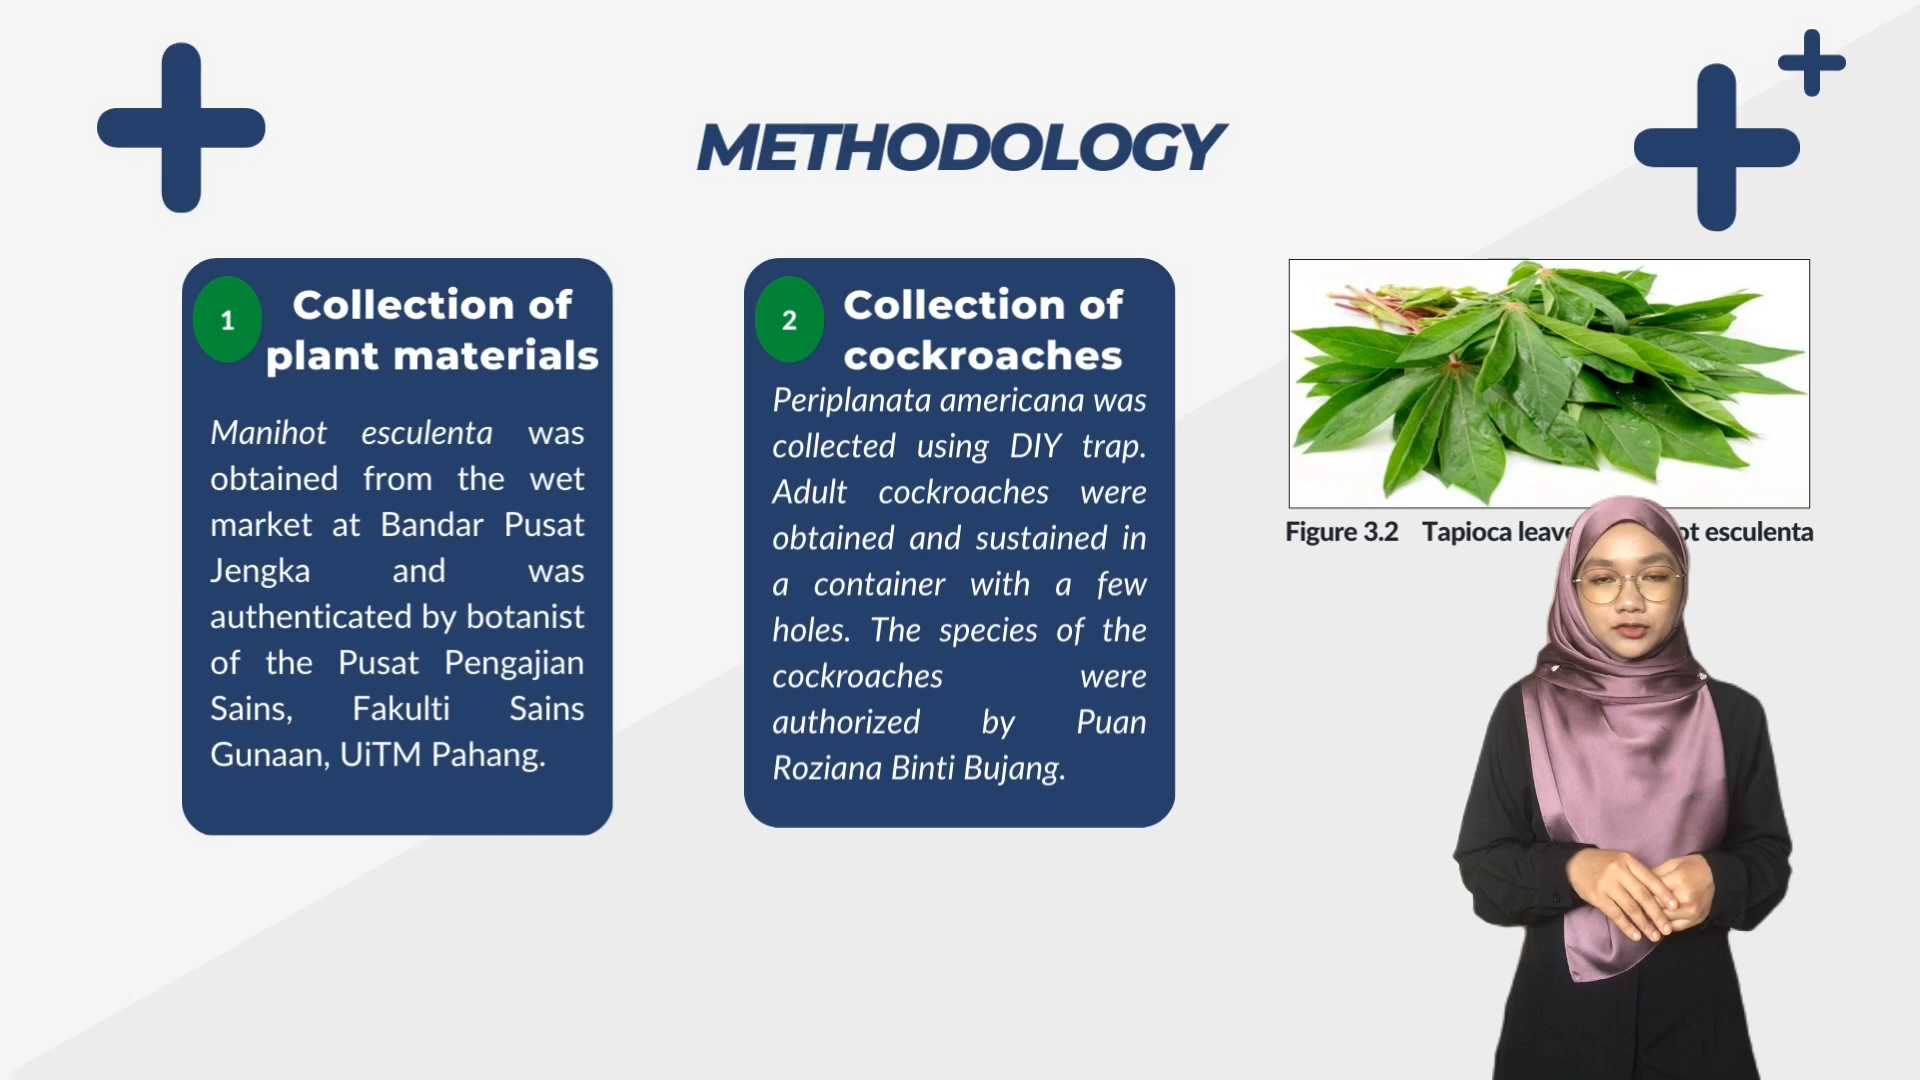 METHODOLOGY
1
Collection of
plant materials
Manihot esculenta was
obtained from the wet
market at Bandar Pusat
Jengka and was
authenticated by botanist
of the Pusat Pengajian
Sains, Fakulti Sains
Gunaan, UiTM Pahang.
2
Collection of
cockroaches
Periplanata americana was
collected using DIY trap.
Adult cockroaches were
obtained and sustained in
a container with a few
holes. The species of the
cockroaches were
authorized by Puan
Roziana Binti Bujang.
Figure 3.2 Tapioca esculenta